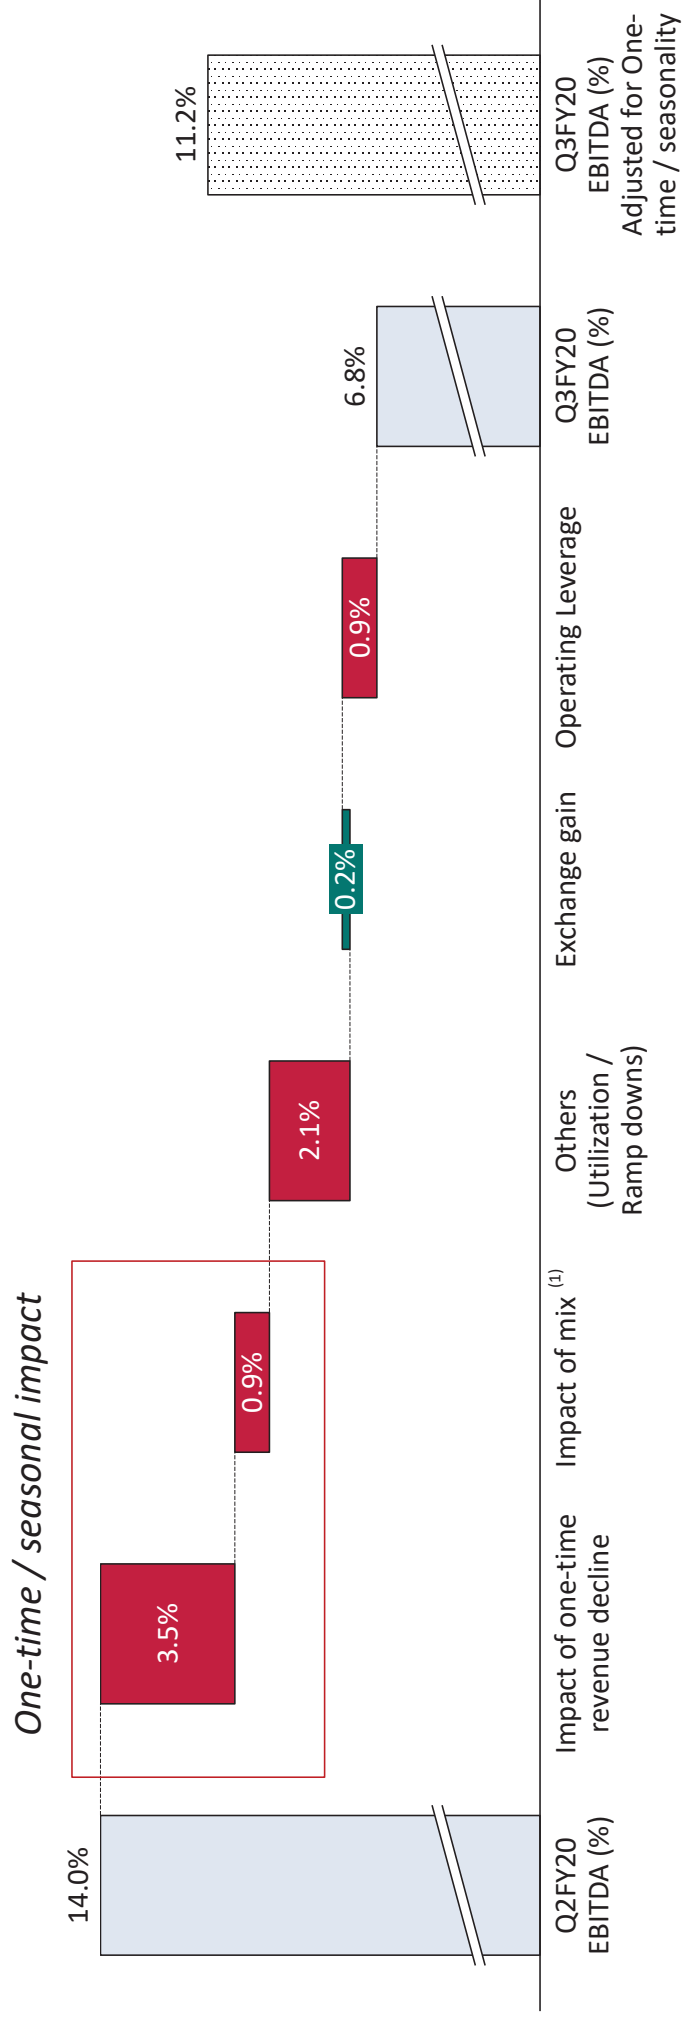 One-time / seasonal impact
14.0%
3.5%
0.9%
2.1%
0.2%
0.9%
6.8%
11.2%
Q2FY20
EBITDA (%)
Impact of one-time
revenue decline
Impact of mix (1)
Others
(Utilization /
Ramp downs)
Exchange gain
Operating Leverage
Q3FY20
EBITDA (%)
Q3FY20
EBITDA (%)
Adjusted for One-
time / seasonality